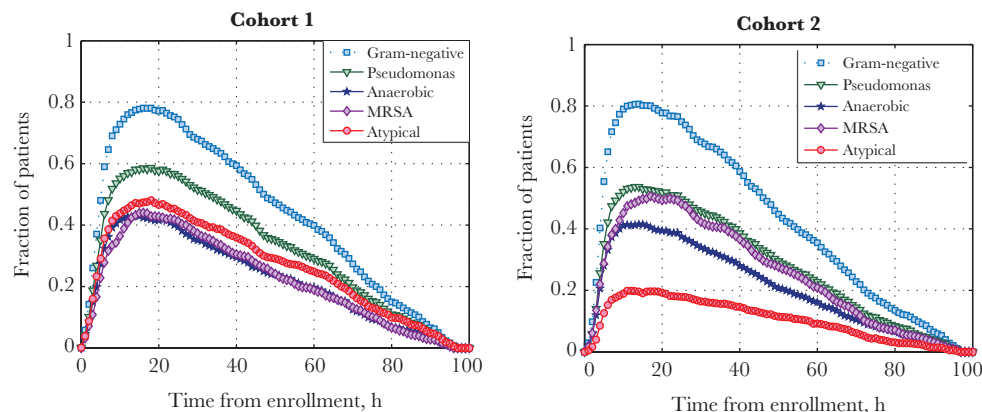 Cohort 1
1
0.8
0.6
0.4
0.2
0
0 20 40 60 80 100
Fraction of patients
Time from enrollment, h
Gram-negative
Pseudomonas
Anaerobic
MRSA
Atypical
Cohort 2
1
0.8
0.6
0.4
0.2
0
0 20 40 60 80 100
Fraction of patients
Time from enrollment, h
Gram-negative
Pseudomonas
Anaerobic
MRSA
Atypical